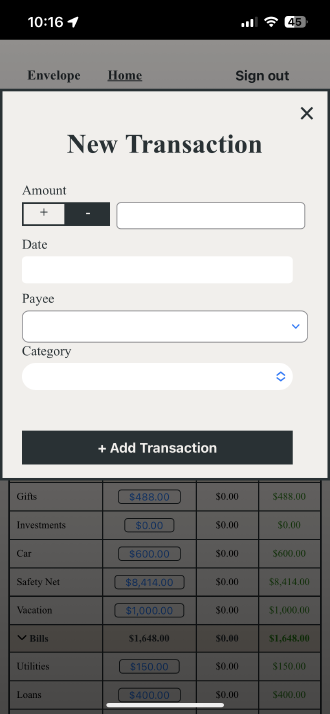 10:16 45
Envelope Home Sign out
New Transaction
Amount
+ -
Date
Payee
Category
+ Add Transaction
Gifts $488.00 $0.00 $488.00
Investments $0.00 $0.00 $0.00
Car $600.00 $0.00 $600.00
Safety Net $8,414.00 $0.00 $8,414.00
Vacation $1,000.00 $0.00 $1,000.00
Bills $1,648.00 $0.00 $1,648.00
Utilities $150.00 $0.00 $150.00
Loans $400.00 $0.00 $400.00